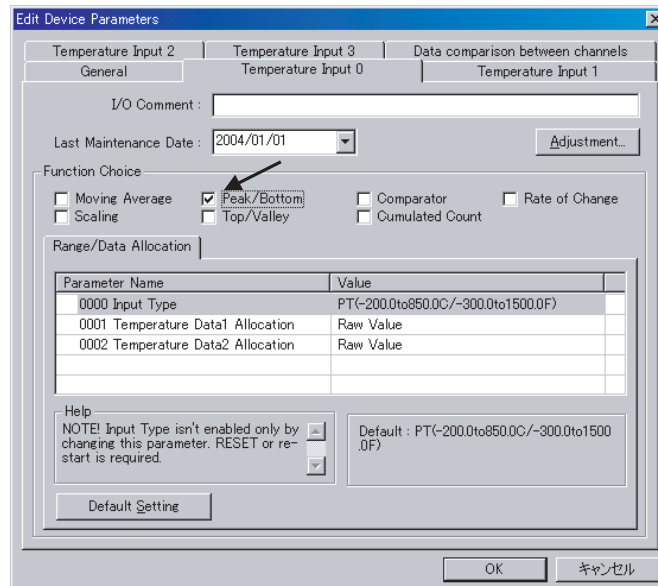 Edit Device Parameters
Temperature Input 2
Temperature Input 3
Data comparison between channels
General
Temperature Input 0
Temperature Input 1
I/O Comment :
Last Maintenance Date :
2004/01/01
Adjustment...
Function Choice
Moving Average
Peak/Bottom
Comparator
Rate of Change
Scaling
Top/Valley
Cumulated Count
Range/Data Allocation
Parameter Name
Value
0000 Input Type
PT(-200.0to850.0C/-300.0to1500.0F)
0001 Temperature Data1 Allocation
Raw Value
0002 Temperature Data2 Allocation
Raw Value
Help
NOTE! Input Type isn't enabled only by
changing this parameter. RESET or re-
start is required.
Default : PT(-200.0to850.0C/-300.0to1500
.0F)
Default Setting
OK
キャンセル